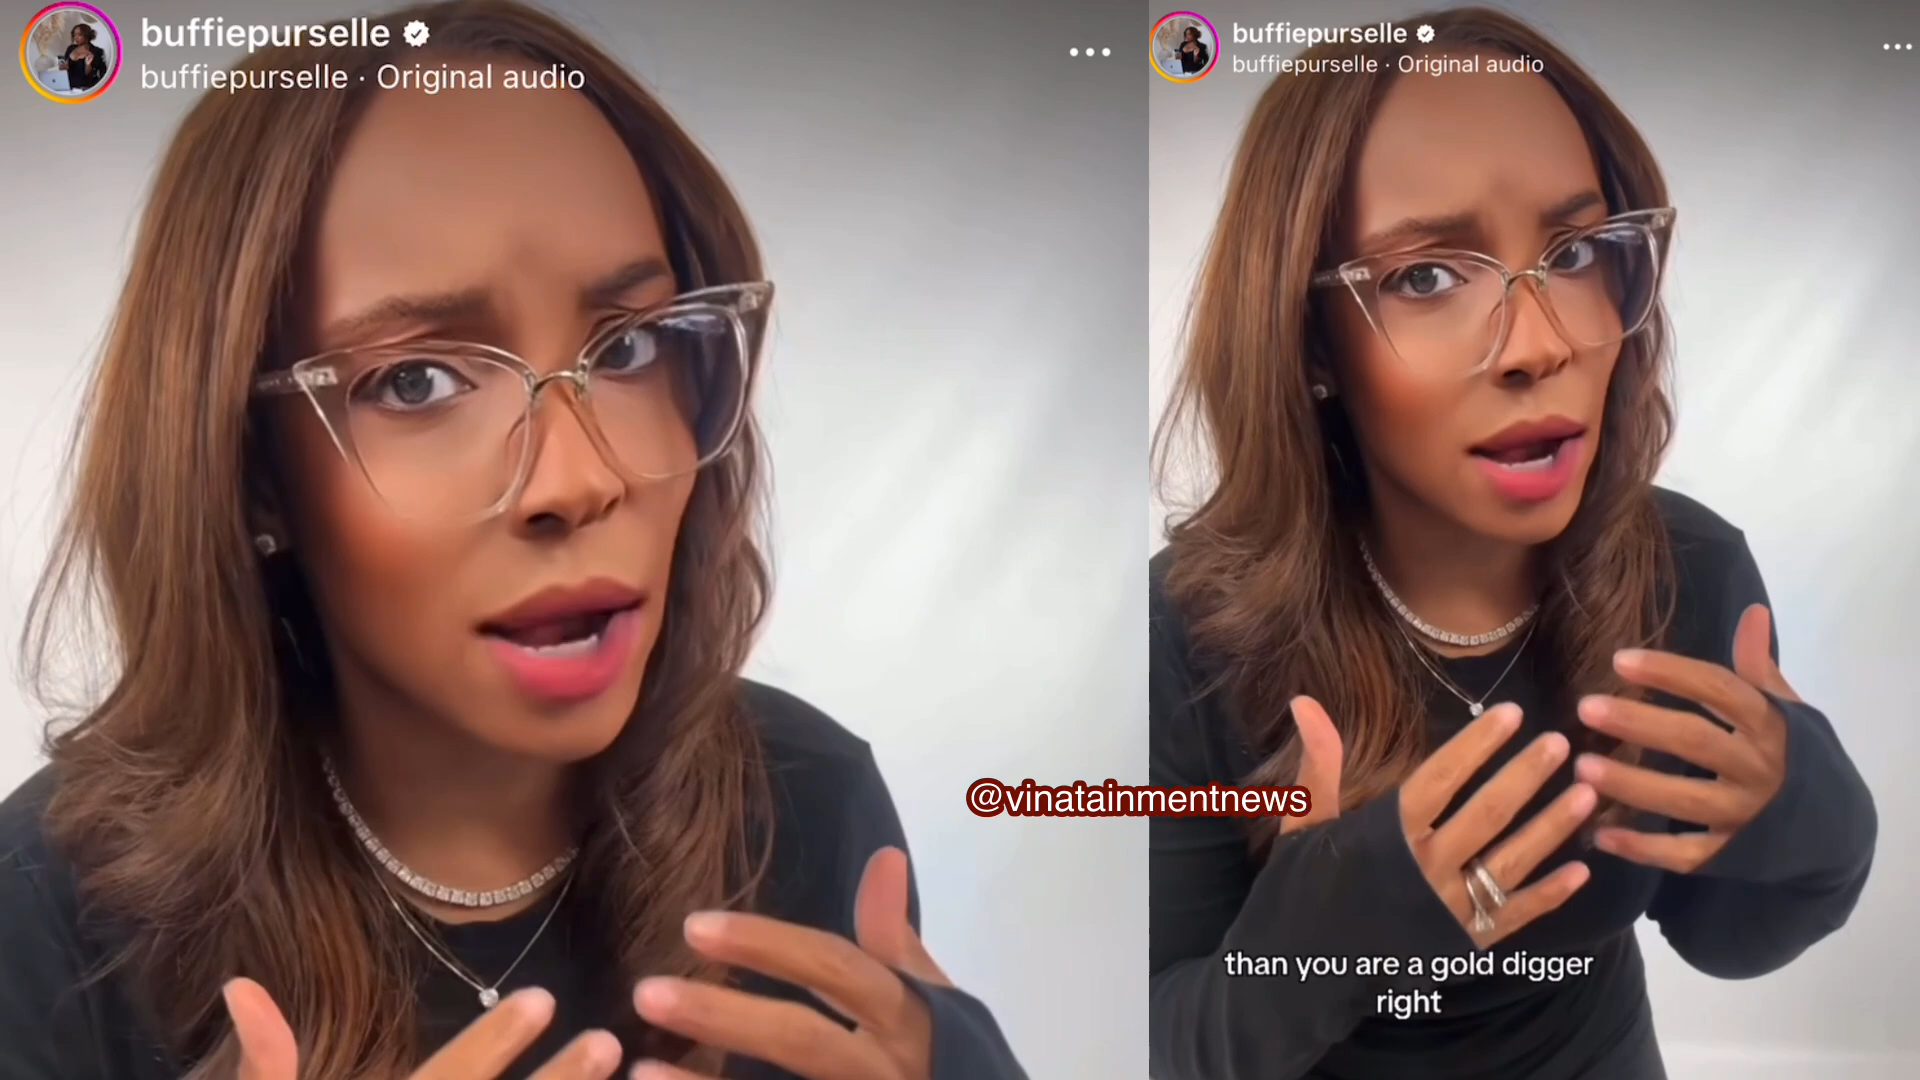 buffiepurselle
buffiepurselle · Original audio
buffiepurselle
buffiepurselle · Original audio
@vinatainmentnews
than you are a gold digger
right